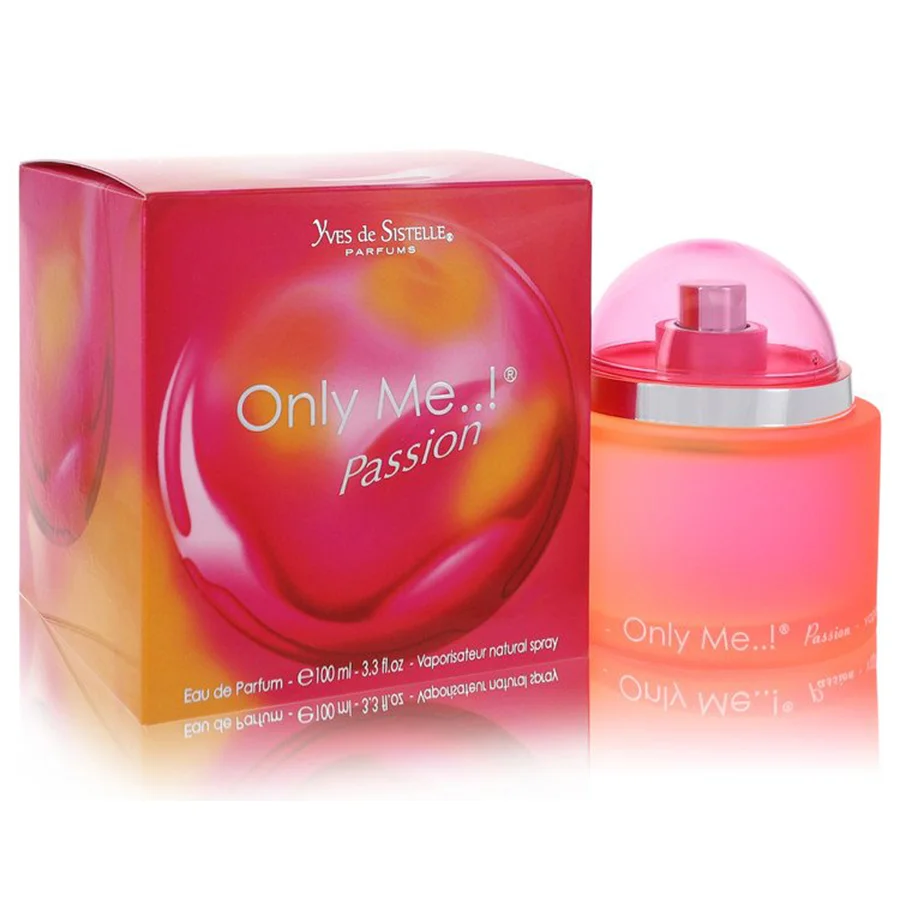 Yves de Sistelle®
PARFUMS
Only Me..!®
Passion
Eau de Parfum - ℮100 ml - 3.3 fl.oz - Vaporisateur natural spray
- Only Me..!® Passion -